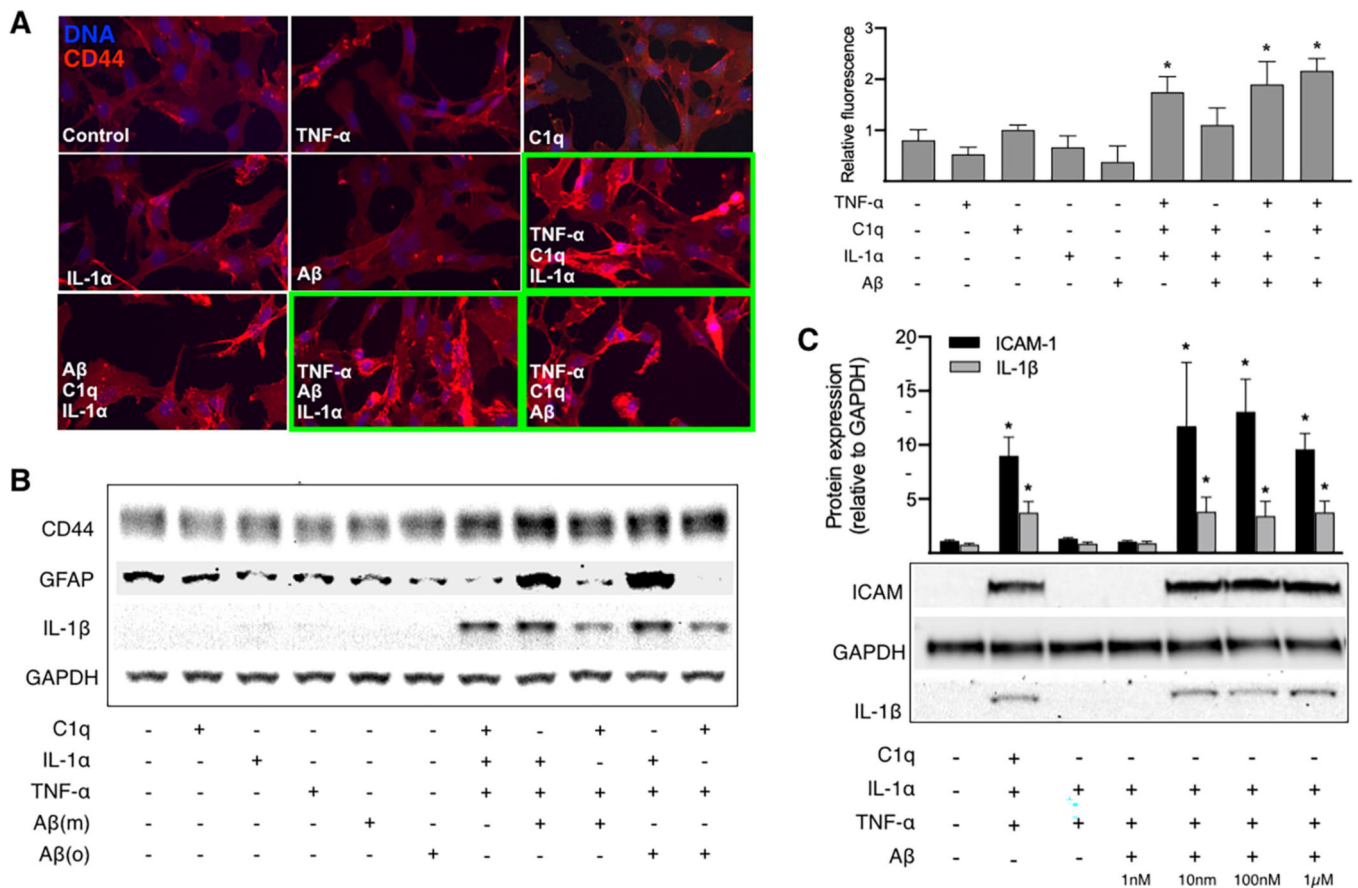 A
DNA
CD44
Control
TNF-α
C1q
IL-1α
Aβ
TNF-α
C1q
IL-1α
Aβ
C1q
IL-1α
TNF-α
Aβ
IL-1α
TNF-α
C1q
Aβ
3
2
1
Relative fluorescence
* * *
TNF-α - + - - - + - + +
C1q - - + - - + + - +
IL-1α - - - + - + + + -
Aβ - - - - + - + + +
B
CD44
GFAP
IL-1β
GAPDH
C1q - + - - - - + - + - +
IL-1α - - + - - - + + - + -
TNF-α - - - + - - + + + + +
Aβ(m) - - - - + - - + + - -
Aβ(o) - - - - - + - - - + +
C
20
15
10
5
Protein expression
(relative to GAPDH)
ICAM-1
IL-1β
* * * * * * * *
ICAM
GAPDH
IL-1ß
C1q - + - - - - -
IL-1α - + + + + + +
TNF-α - + + + + + +
Aβ - - - + + + +
1nM 10nm 100nM 1µM